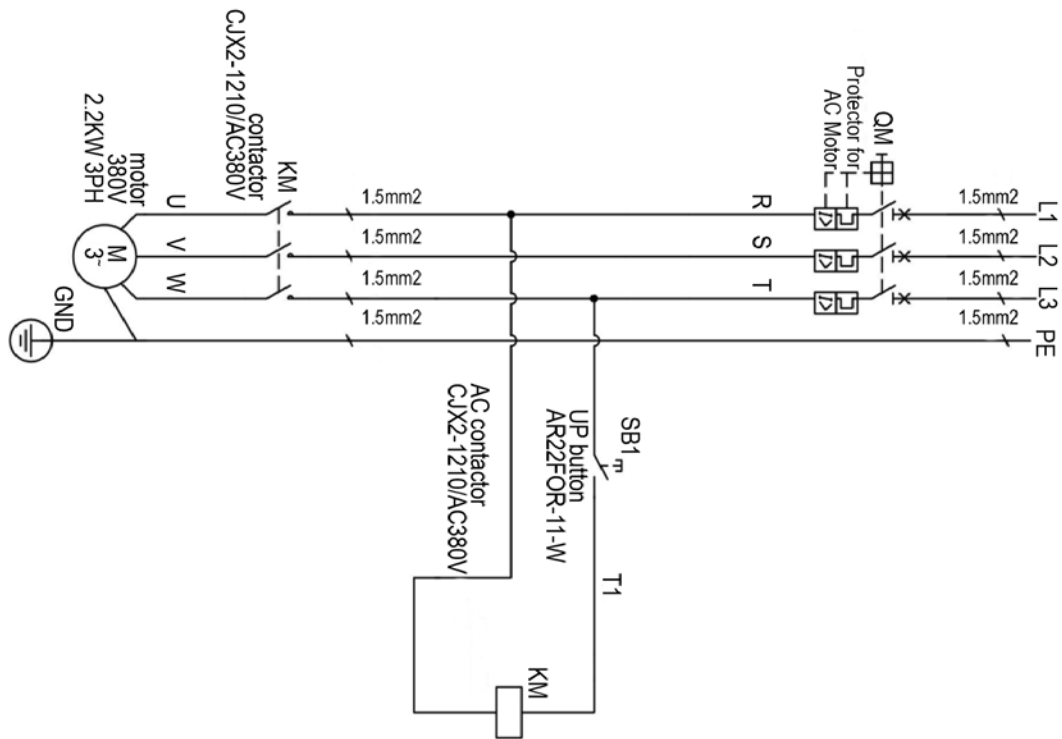 L1
L2
L3
PE
1.5mm2
1.5mm2
1.5mm2
1.5mm2
QM
Protector for
AC Motor
R
S
T
1.5mm2
1.5mm2
1.5mm2
1.5mm2
KM
contactor
CJX2-1210/AC380V
U
V
W
M
3~
motor
380V
2.2KW 3PH
GND
SB1
UP button
AR22FOR-11-W
T1
AC contactor
CJX2-1210/AC380V
KM